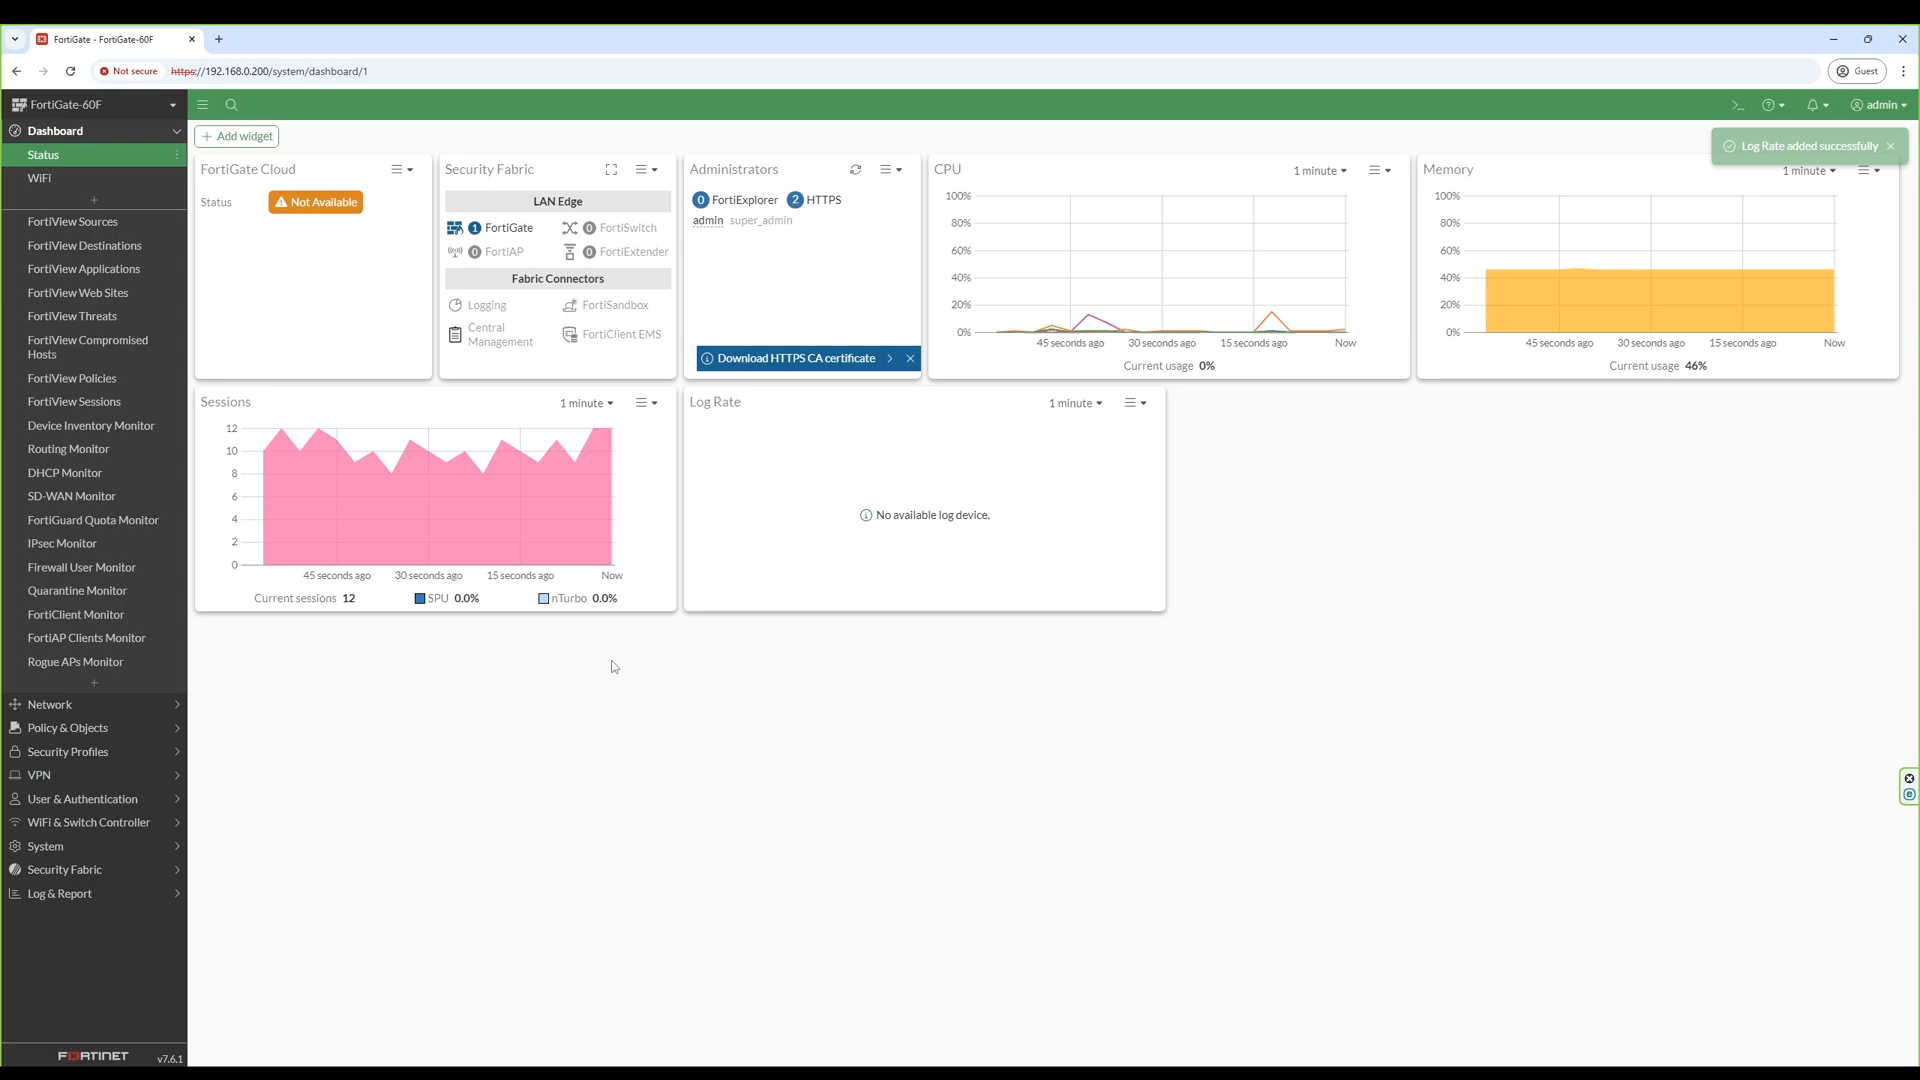 FortiGate - FortiGate-60F
Not secure https://192.168.0.200/system/dashboard/1
Guest
FortiGate-60F
admin
Dashboard
Status
WiFi
+
FortiView Sources
FortiView Destinations
FortiView Applications
FortiView Web Sites
FortiView Threats
FortiView Compromised
Hosts
FortiView Policies
FortiView Sessions
Device Inventory Monitor
Routing Monitor
DHCP Monitor
SD-WAN Monitor
FortiGuard Quota Monitor
IPsec Monitor
Firewall User Monitor
Quarantine Monitor
FortiClient Monitor
FortiAP Clients Monitor
Rogue APs Monitor
+
Network
Policy & Objects
Security Profiles
VPN
User & Authentication
WiFi & Switch Controller
System
Security Fabric
Log & Report
FORTINET v7.6.1
+ Add widget
Log Rate added successfully
FortiGate Cloud
Status Not Available
Security Fabric
LAN Edge
1 FortiGate 0 FortiSwitch
0 FortiAP 0 FortiExtender
Fabric Connectors
Logging FortiSandbox
Central
Management
FortiClient EMS
Administrators
0 FortiExplorer 2 HTTPS
admin super_admin
Download HTTPS CA certificate
CPU 1 minute
100%
80%
60%
40%
20%
0%
45 seconds ago 30 seconds ago 15 seconds ago Now
Current usage 0%
Memory 1 minute
100%
80%
60%
40%
20%
0%
45 seconds ago 30 seconds ago 15 seconds ago Now
Current usage 46%
Sessions 1 minute
12
10
8
6
4
2
0
45 seconds ago 30 seconds ago 15 seconds ago Now
Current sessions 12 SPU 0.0% nTurbo 0.0%
Log Rate 1 minute
No available log device.